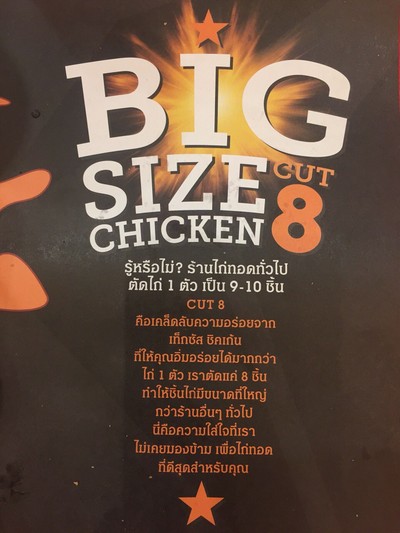 BIG
SIZE CUT
CHICKEN 8
รู้หรือไม่? ร้านไก่ทอดทั่วไป
ตัดไก่ 1 ตัว เป็น 9-10 ชิ้น
CUT 8
คือเคล็ดลับความอร่อยจาก
เท็กซัส ชิคเก้น
ที่ให้คุณอิ่มอร่อยได้มากกว่า
ไก่ 1 ตัว เราตัดแค่ 8 ชิ้น
ทำให้ชิ้นไก่มีขนาดที่ใหญ่
กว่าร้านอื่นๆ ทั่วไป
นี่คือความใส่ใจที่เรา
ไม่เคยมองข้าม เพื่อไก่ทอด
ที่ดีสุดสำหรับคุณ